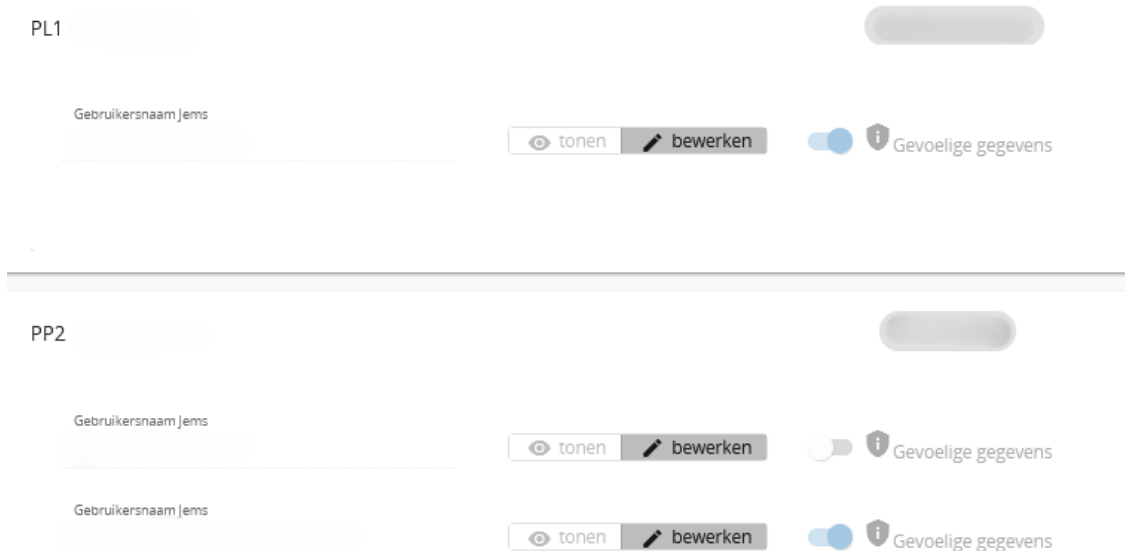 PL1
Gebruikersnaam Jems
tonen bewerken Gevoelige gegevens
PP2
Gebruikersnaam Jems
tonen bewerken Gevoelige gegevens
Gebruikersnaam Jems
tonen bewerken Gevoelige gegevens